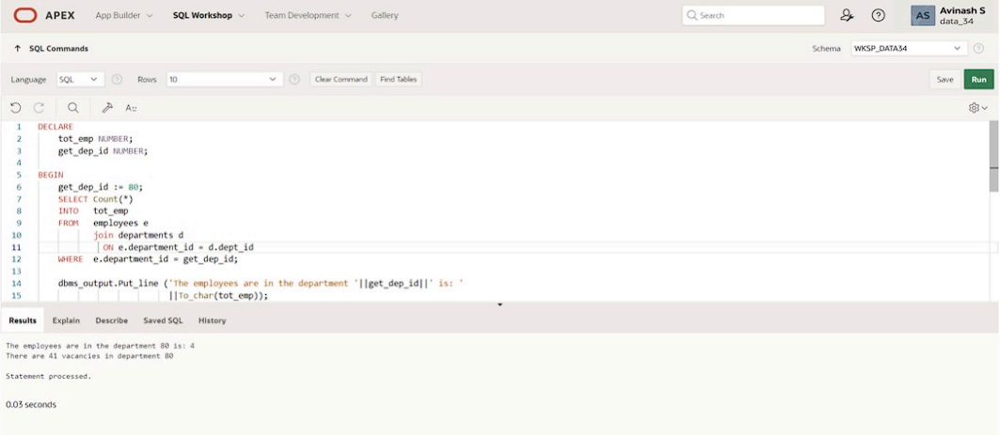 APEX App Builder SQL Workshop Team Development Gallery Search AS Avinash S
data_34
↑ SQL Commands Schema WKSP_DATA34
Language SQL Rows 10 Clear Command Find Tables Save Run
A::
1 DECLARE
2 tot_emp NUMBER;
3 get_dep_id NUMBER;
4
5 BEGIN
6 get_dep_id := 80;
7 SELECT Count(*)
8 INTO tot_emp
9 FROM employees e
10 join departments d
11 ON e.department_id = d.dept_id
12 WHERE e.department_id = get_dep_id;
13
14 dbms_output.Put_line ('The employees are in the department '||get_dep_id||' is: '
15 ||To_char(tot_emp));
Results Explain Describe Saved SQL History
The employees are in the department 80 is: 4
There are 41 vacancies in department 80
Statement processed.
0.03 seconds